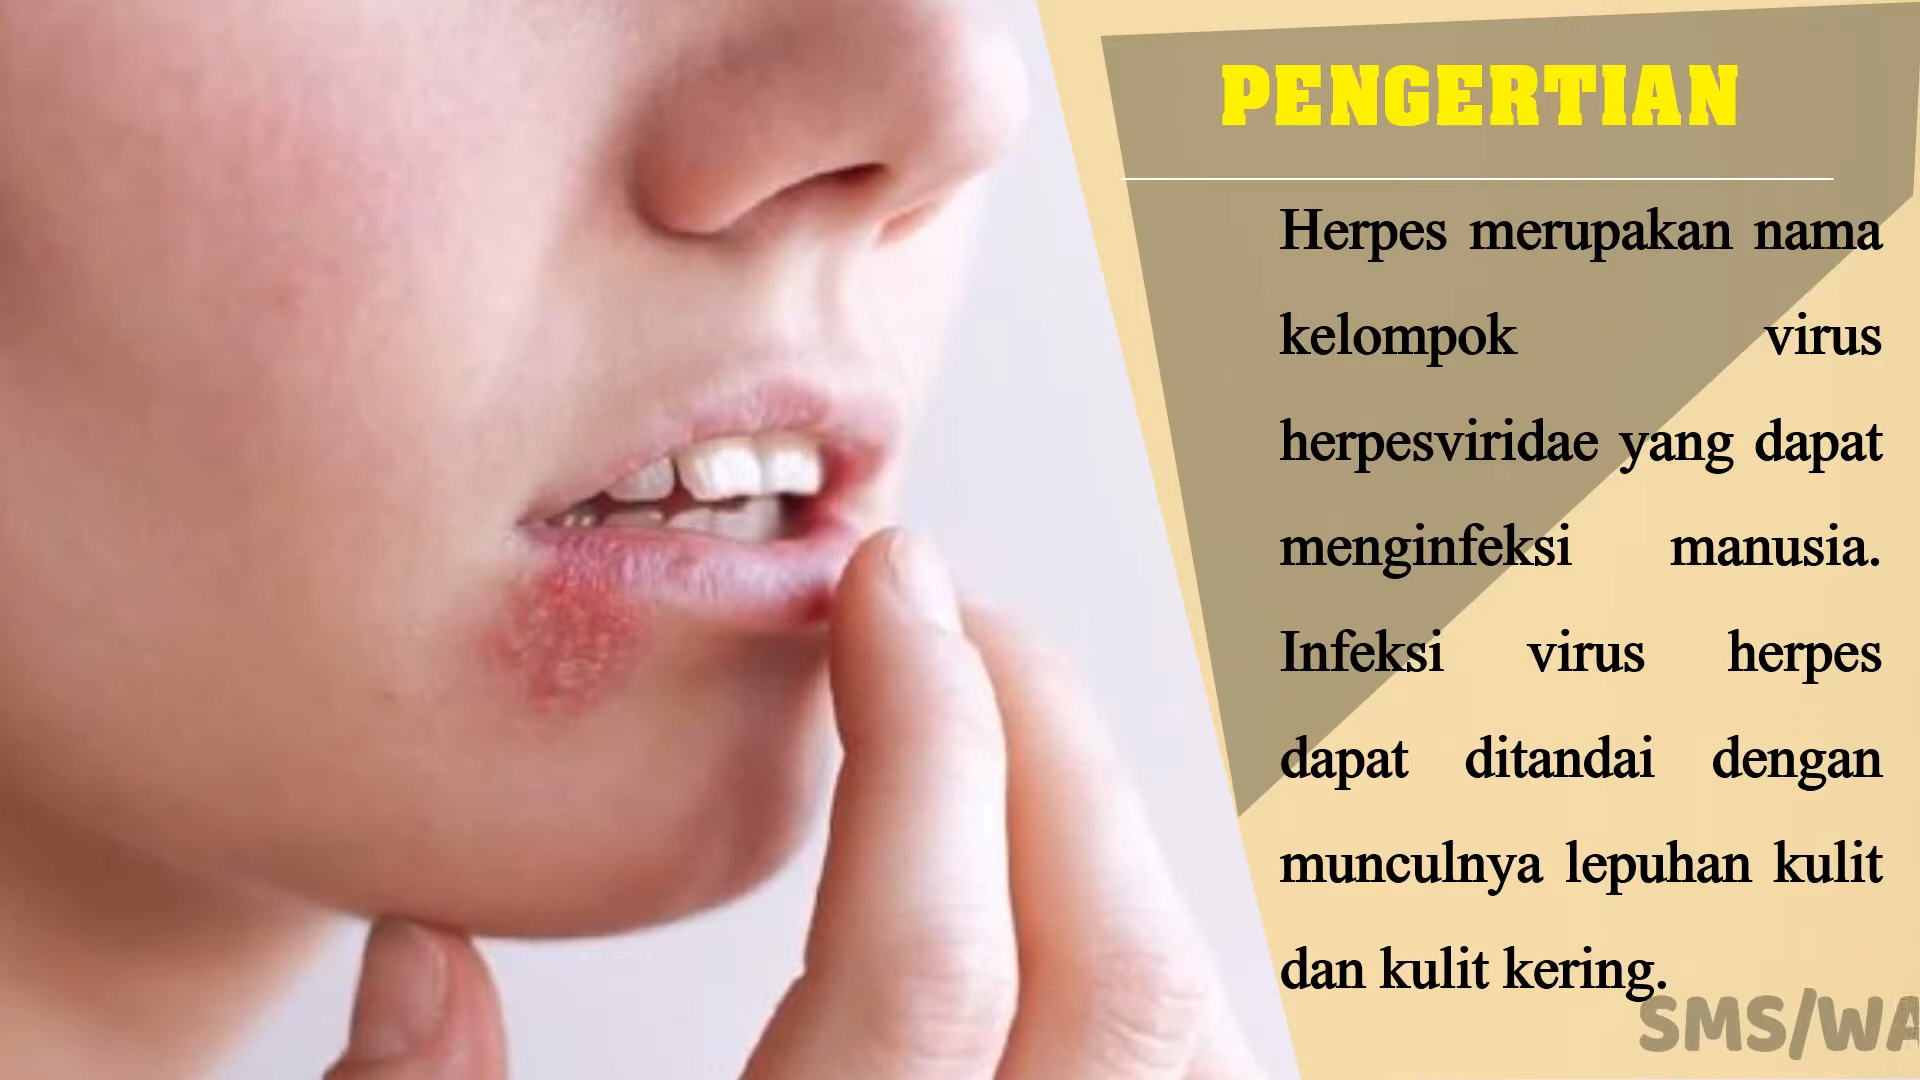 PENGERTIAN
Herpes merupakan nama
kelompok virus
herpesviridae yang dapat
menginfeksi manusia.
Infeksi virus herpes
dapat ditandai dengan
munculnya lepuhan kulit
dan kulit kering.
SMS/WA